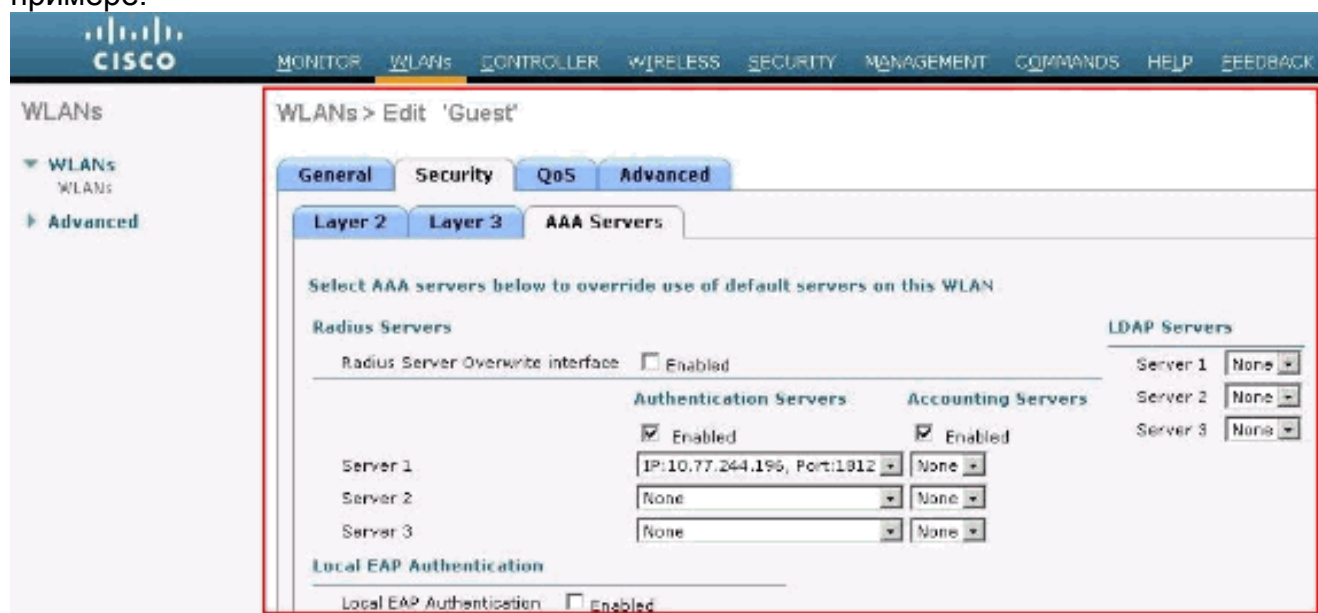 примере.
CISCO
MONITOR WLANs CONTROLLER WIRELESS SECURITY MANAGEMENT COMMANDS HELP FEEDBACK
WLANs
WLANs
WLANs
Advanced
WLANs > Edit 'Guest'
General Security QoS Advanced
Layer 2 Layer 3 AAA Servers
Select AAA servers below to override use of default servers on this WLAN
Radius Servers
LDAP Servers
Radius Server Overwrite interface Enabled
Server 1 None
Authentication Servers Accounting Servers
Server 2 None
Enabled Enabled
Server 3 None
Server 1 IP:10.77.244.196, Port:1812 None
Server 2 None None
Server 3 None None
Local EAP Authentication
Local EAP Authentication Enabled